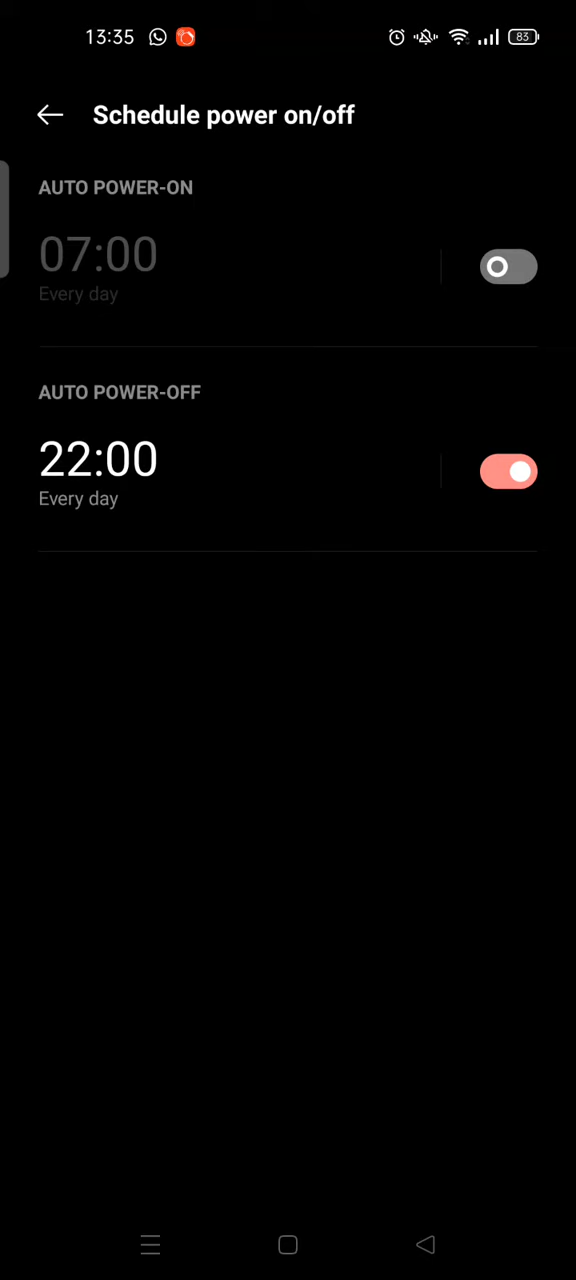 13:35
83
Schedule power on/off
AUTO POWER-ON
07:00
Every day
AUTO POWER-OFF
22:00
Every day